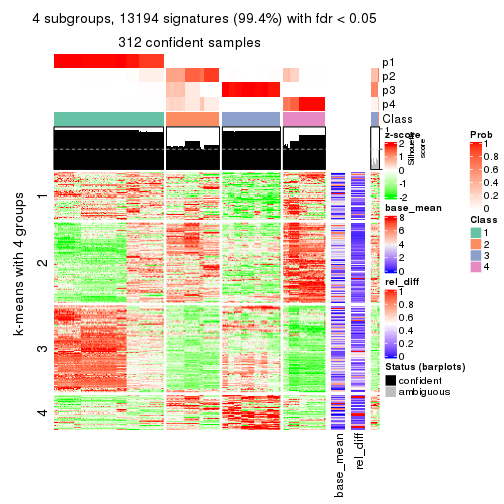 4 subgroups, 13194 signatures (99.4%) with fdr < 0.05
312 confident samples
p1
p2
p3
p4
Class
1
0
Silhouette
score
k-means with 4 groups
1
2
3
4
base_mean
rel_diff
z-score
2
1
0
-1
-2
base_mean
8
6
4
2
0
rel_diff
1
0.8
0.6
0.4
0.2
0
Status (barplots)
confident
ambiguous
Prob
1
0.8
0.6
0.4
0.2
0
Class
1
2
3
4